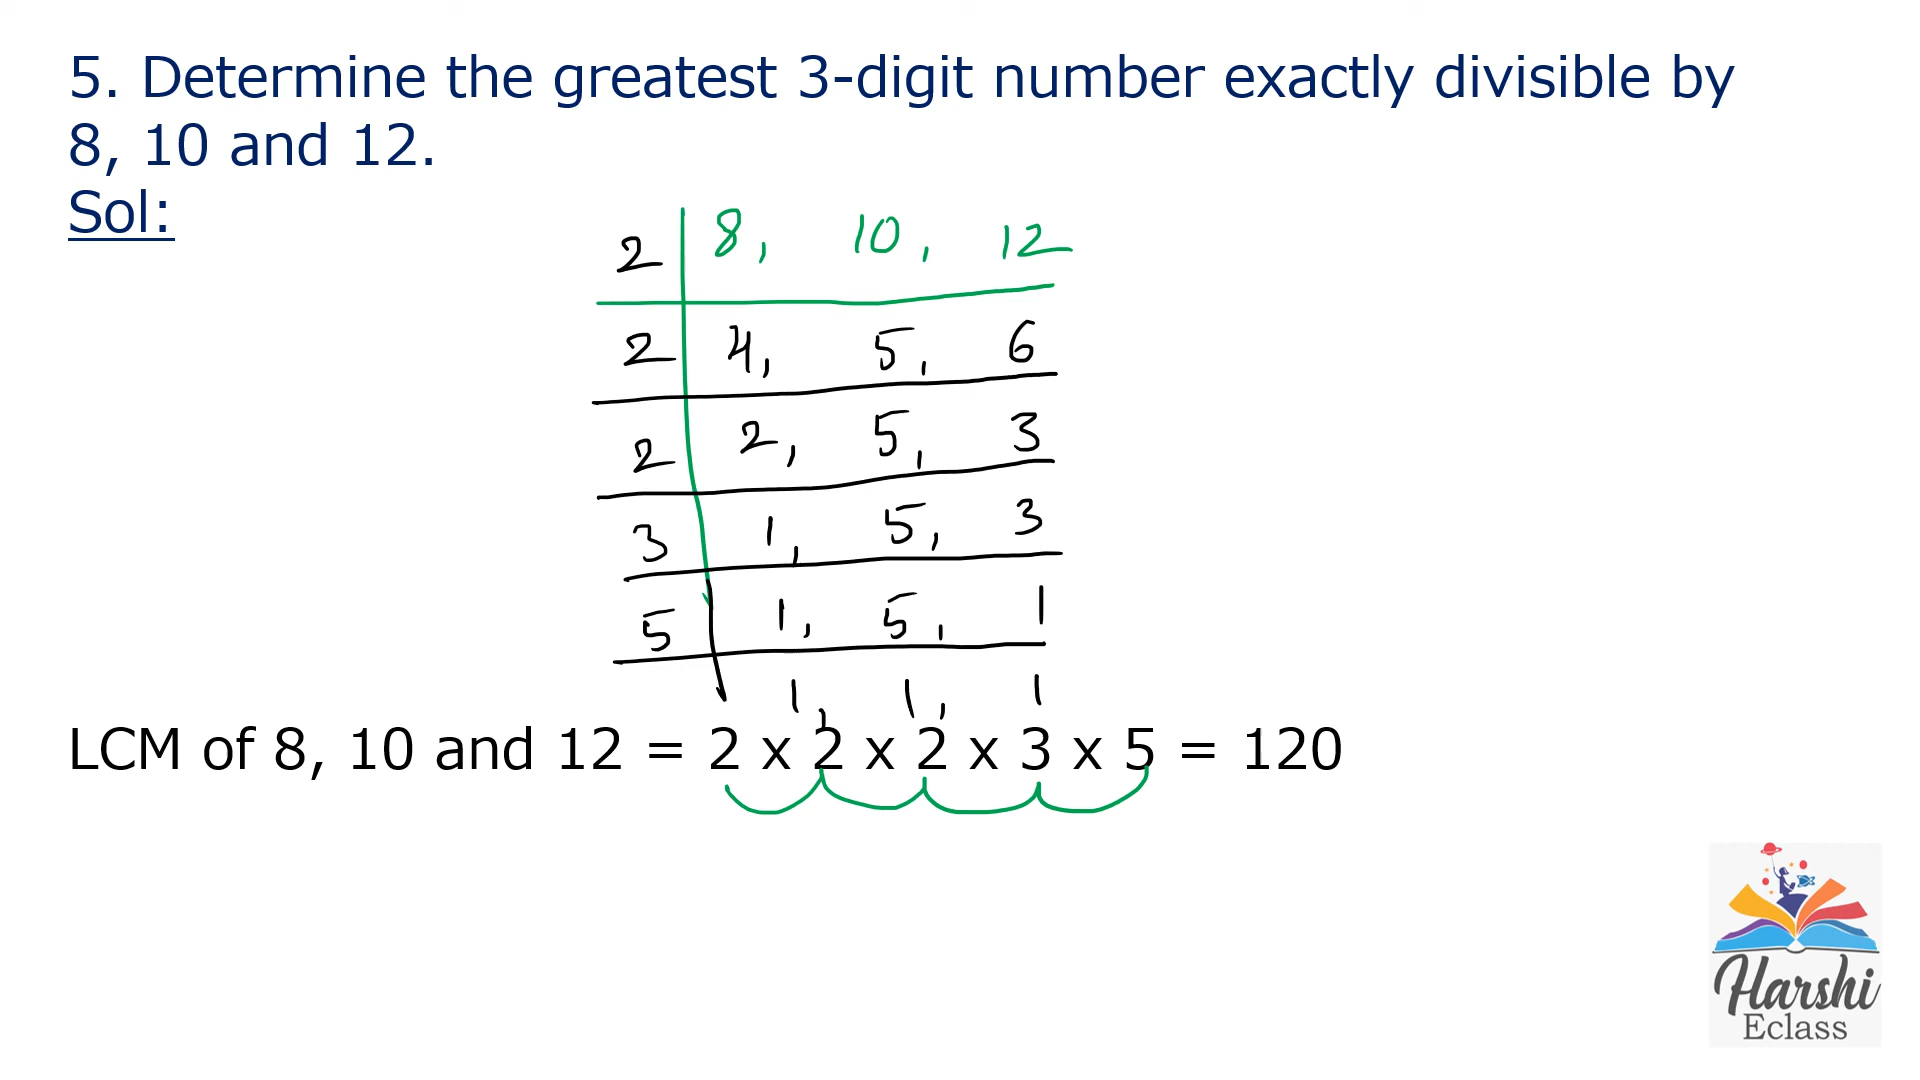 5. Determine the greatest 3-digit number exactly divisible by
8, 10 and 12.
Sol:
2 8, 10, 12
2 4, 5, 6
2 2, 5, 3
3 1, 5, 3
5 1, 5, 1
1, 1, 1
LCM of 8, 10 and 12 = 2 x 2 x 2 x 3 x 5 = 120
Harshi
Eclass